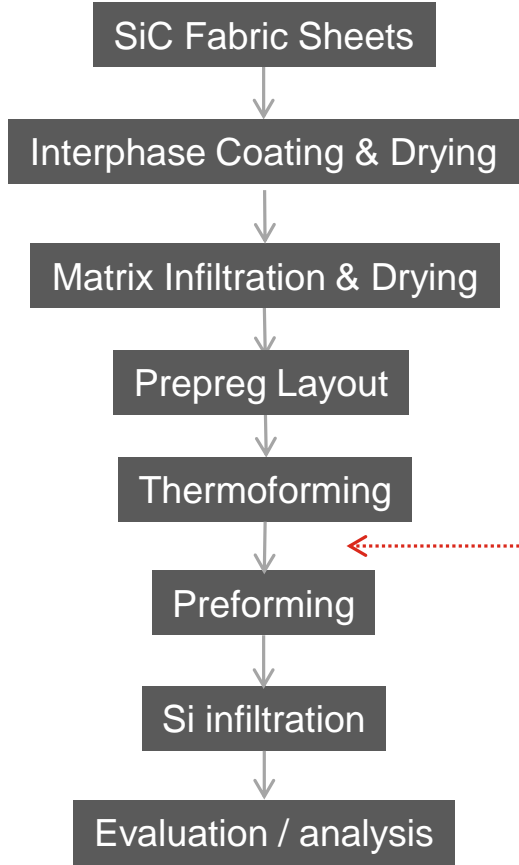 SiC Fabric Sheets
Interphase Coating & Drying
Matrix Infiltration & Drying
Prepreg Layout
Thermoforming
Preforming
Si infiltration
Evaluation / analysis